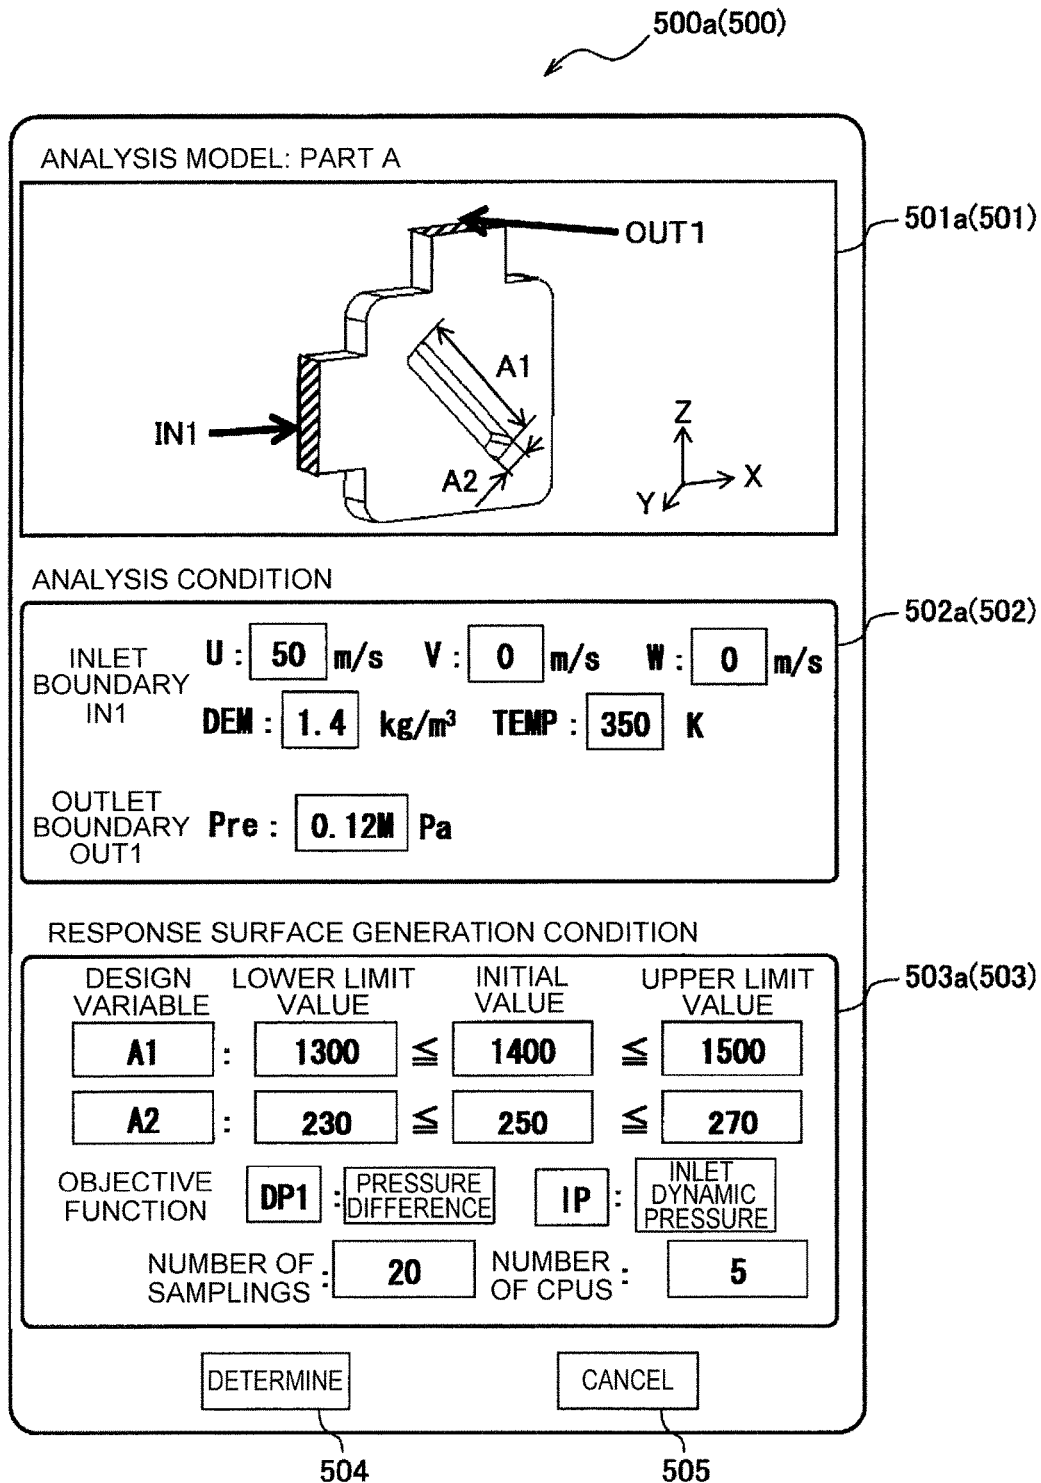 500a(500)
ANALYSIS MODEL: PART A
501a(501)
OUT1
A1
IN1
A2
Z
X
Y
ANALYSIS CONDITION
502a(502)
INLET
BOUNDARY
IN1
U : 50 m/s V : 0 m/s W : 0 m/s
DEM : 1.4 kg/m³ TEMP : 350 K
OUTLET
BOUNDARY
OUT1
Pre : 0.12M Pa
RESPONSE SURFACE GENERATION CONDITION
503a(503)
DESIGN
VARIABLE
LOWER LIMIT
VALUE
INITIAL
VALUE
UPPER LIMIT
VALUE
A1 : 1300 ≦ 1400 ≦ 1500
A2 : 230 ≦ 250 ≦ 270
OBJECTIVE
FUNCTION
DP1 :
PRESSURE
DIFFERENCE
IP :
INLET
DYNAMIC
PRESSURE
NUMBER OF
SAMPLINGS :
20
NUMBER
OF CPUS :
5
DETERMINE
CANCEL
504
505